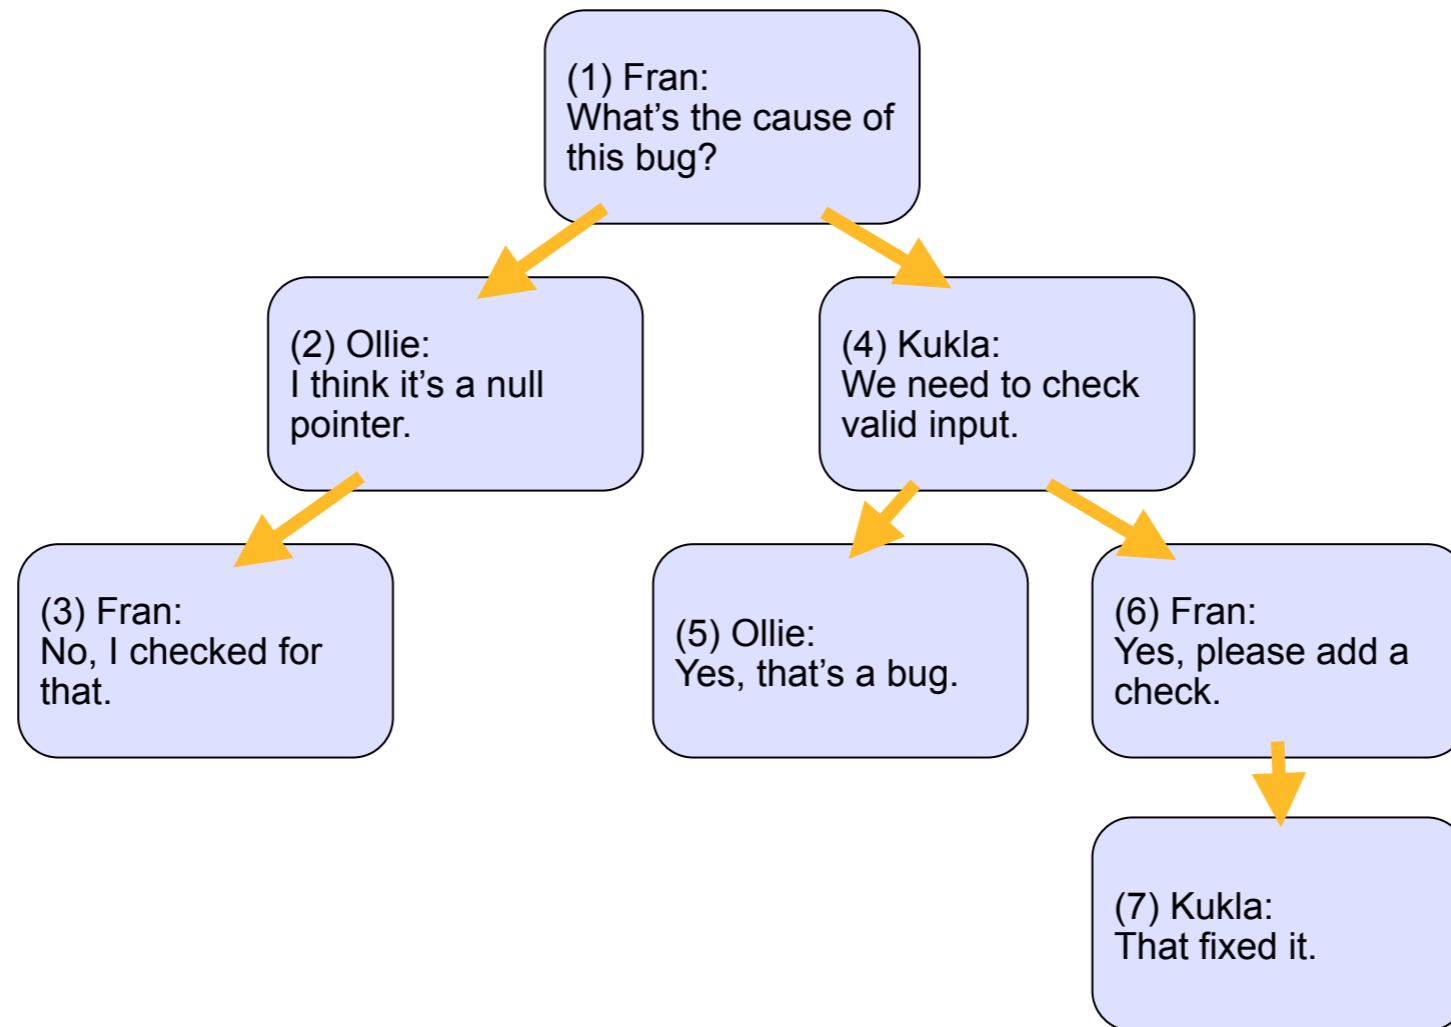 (1) Fran:
What’s the cause of
this bug?
(2) Ollie:
I think it’s a null
pointer.
(3) Fran:
No, I checked for
that.
(4) Kukla:
We need to check
valid input.
(5) Ollie:
Yes, that’s a bug.
(6) Fran:
Yes, please add a
check.
(7) Kukla:
That fixed it.